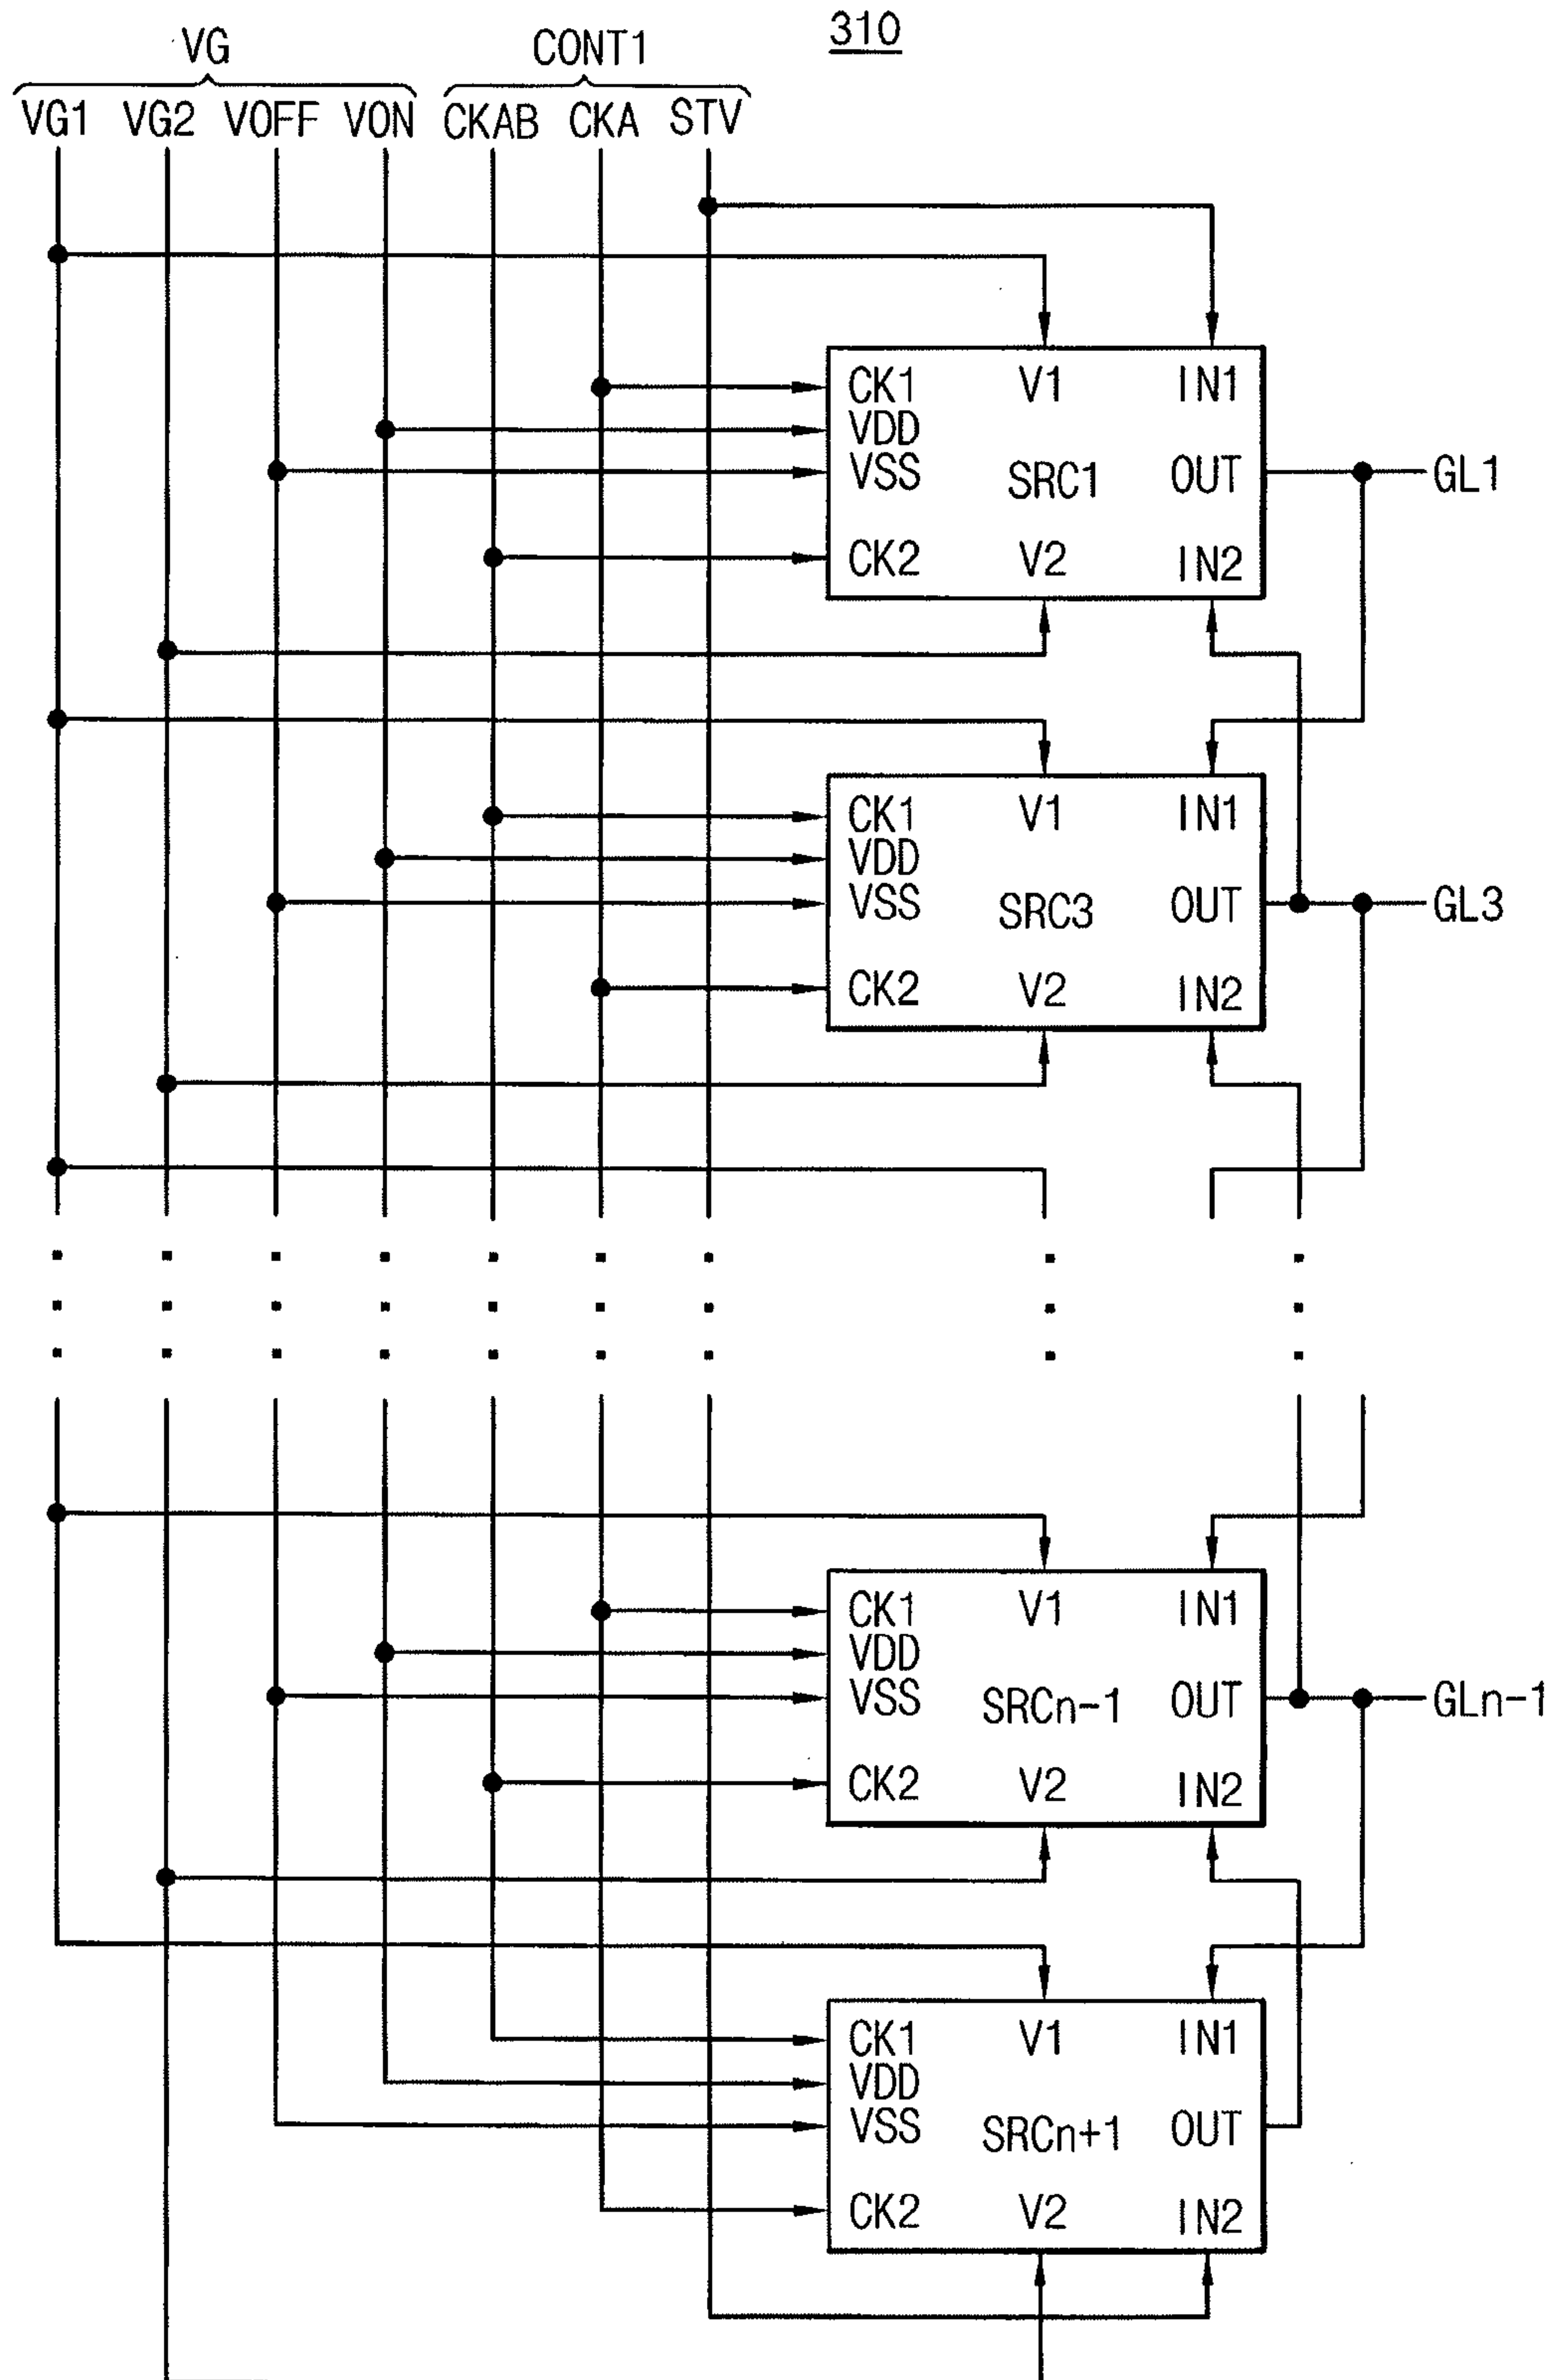 310
VG CONT1
VG1 VG2 VOFF VON CKAB CKA STV
CK1 V1 IN1
VDD
VSS SRC1 OUT GL1
CK2 V2 IN2
CK1 V1 IN1
VDD
VSS SRC3 OUT GL3
CK2 V2 IN2
CK1 V1 IN1
VDD
VSS SRCn-1 OUT GLn-1
CK2 V2 IN2
CK1 V1 IN1
VDD
VSS SRCn+1 OUT
CK2 V2 IN2